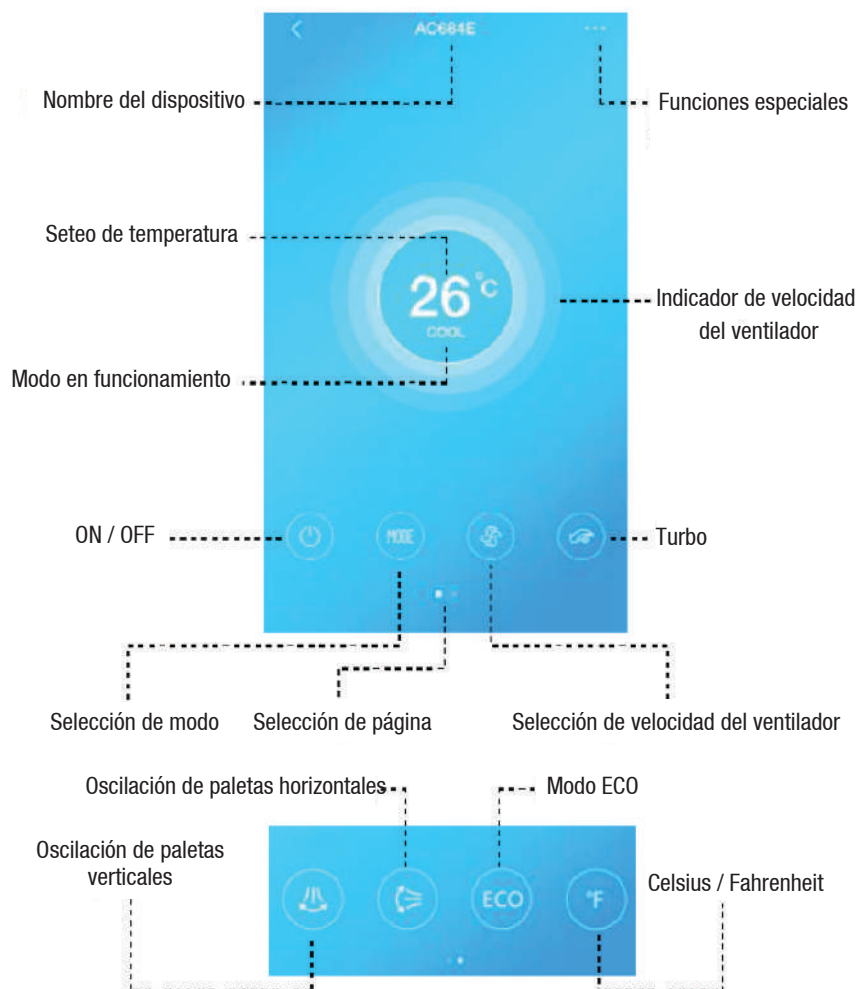 AC684E
Nombre del dispositivo
Funciones especiales
Seteo de temperatura
26 °C
COOL
Indicador de velocidad
del ventilador
Modo en funcionamiento
ON / OFF
MODE
Turbo
Selección de modo
Selección de página
Selección de velocidad del ventilador
Oscilación de paletas horizontales
Modo ECO
Oscilación de paletas
verticales
Celsius / Fahrenheit
ECO
°F